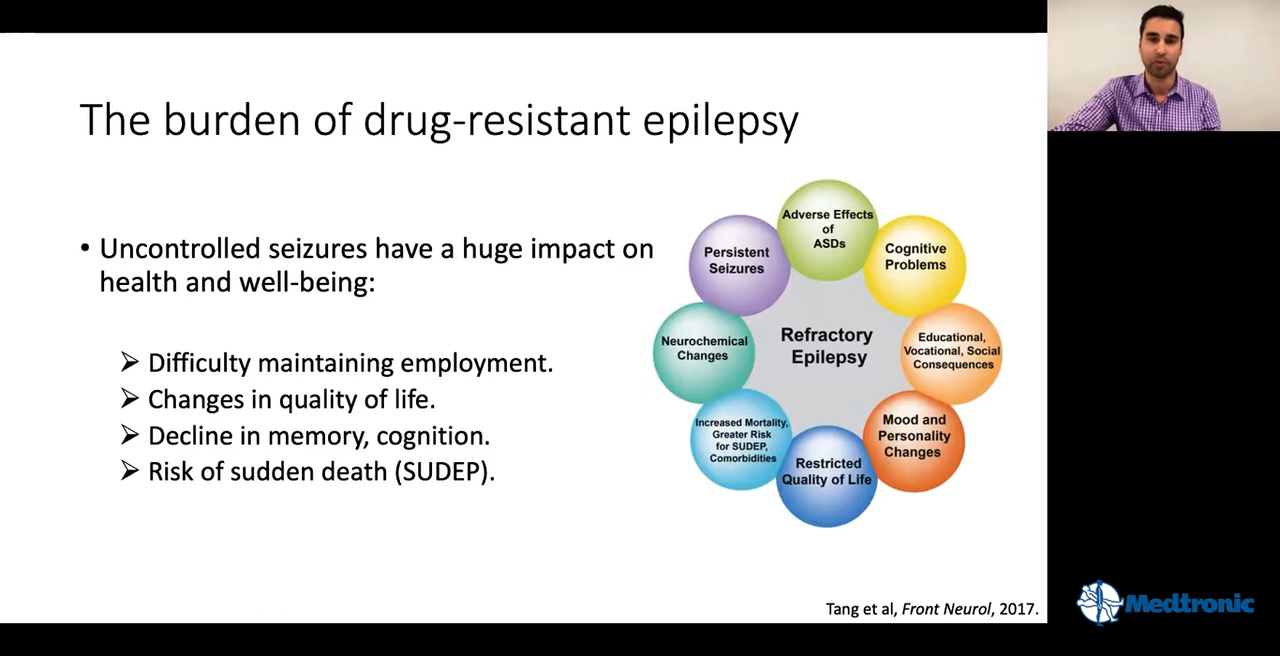 The burden of drug-resistant epilepsy
• Uncontrolled seizures have a huge impact on
health and well-being:
➢ Difficulty maintaining employment.
➢ Changes in quality of life.
➢ Decline in memory, cognition.
➢ Risk of sudden death (SUDEP).
Refractory
Epilepsy
Adverse Effects
of
ASDs
Cognitive
Problems
Educational,
Vocational, Social
Consequences
Mood and
Personality
Changes
Restricted
Quality of Life
Increased Mortality,
Greater Risk
for SUDEP,
Comorbidities
Neurochemical
Changes
Persistent
Seizures
Tang et al, Front Neurol, 2017.
Medtronic